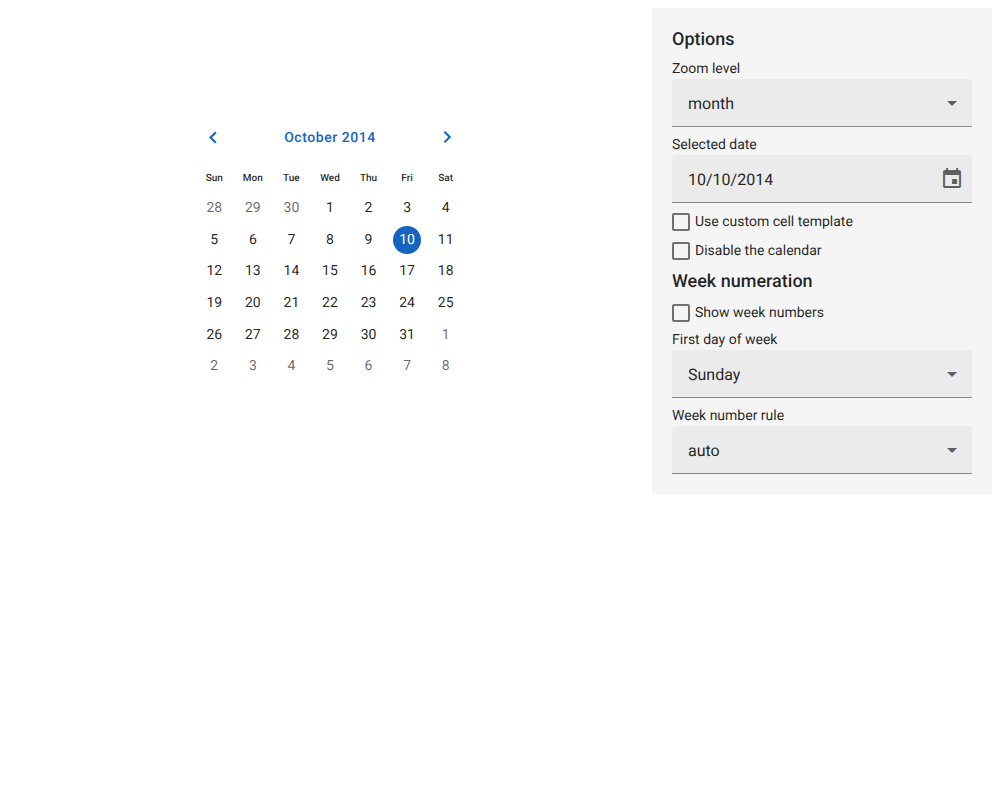 October 2014
Sun Mon Tue Wed Thu Fri Sat
28 29 30 1 2 3 4
5 6 7 8 9 10 11
12 13 14 15 16 17 18
19 20 21 22 23 24 25
26 27 28 29 30 31 1
2 3 4 5 6 7 8
Options
Zoom level
month
Selected date
10/10/2014
Use custom cell template
Disable the calendar
Week numeration
Show week numbers
First day of week
Sunday
Week number rule
auto